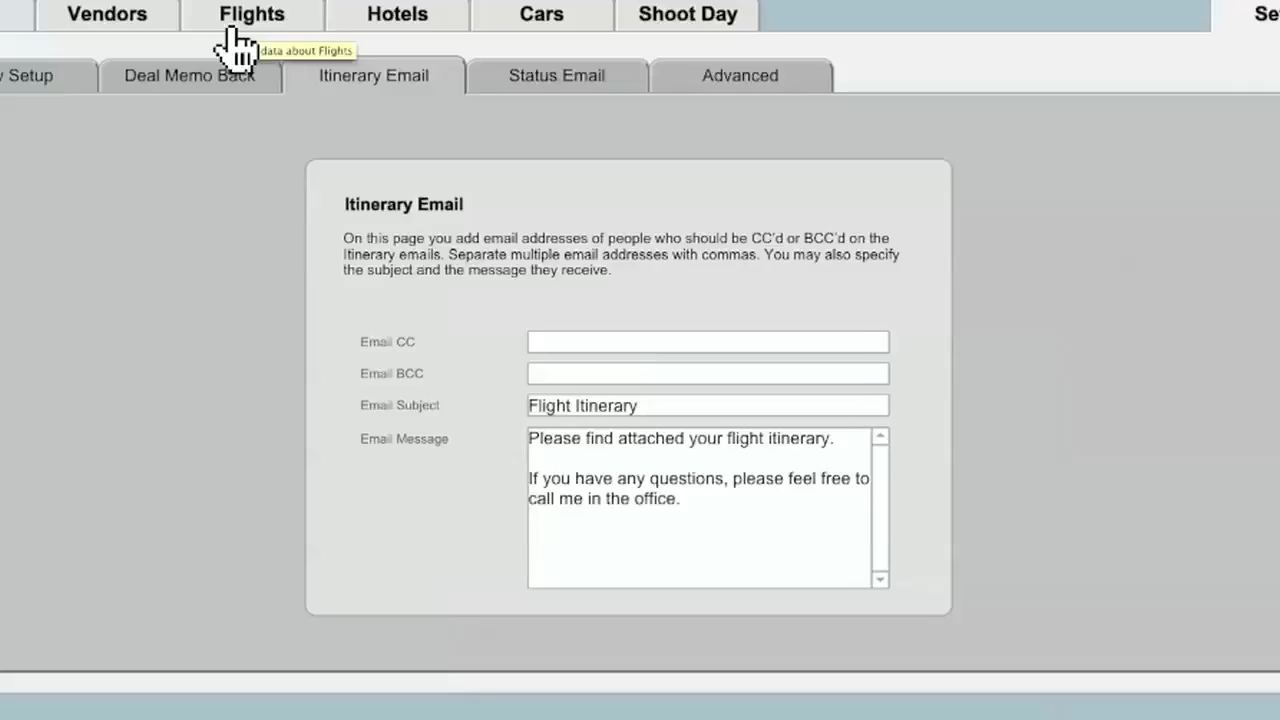 Vendors Flights Hotels Cars Shoot Day
data about Flights
Setup Deal Memo Back Itinerary Email Status Email Advanced
Itinerary Email
On this page you add email addresses of people who should be CC'd or BCC'd on the
Itinerary emails. Separate multiple email addresses with commas. You may also specify
the subject and the message they receive.
Email CC
Email BCC
Email Subject Flight Itinerary
Email Message Please find attached your flight itinerary.
If you have any questions, please feel free to
call me in the office.